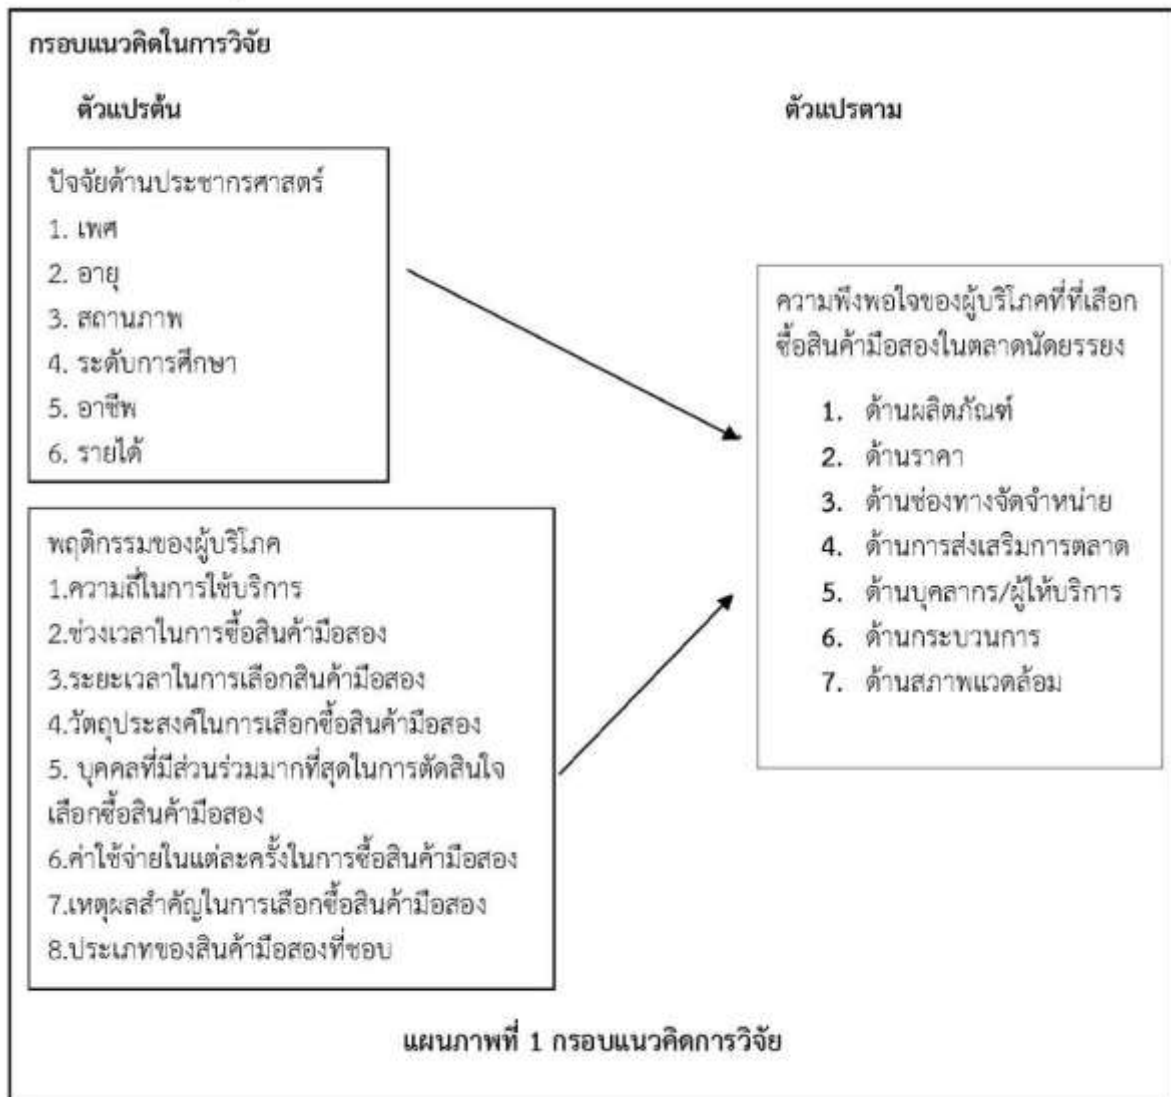 กรอบแนวคิดในการวิจัย
ตัวแปรต้น
ตัวแปรตาม
ปัจจัยด้านประชากรศาสตร์
1. เพศ
2. อายุ
3. สถานภาพ
4. ระดับการศึกษา
5. อาชีพ
6. รายได้
พฤติกรรมของผู้บริโภค
1.ความถี่ในการใช้บริการ
2.ช่วงเวลาในการซื้อสินค้ามือสอง
3.ระยะเวลาในการเลือกสินค้ามือสอง
4.วัตถุประสงค์ในการเลือกซื้อสินค้ามือสอง
5. บุคคลที่มีส่วนร่วมมากที่สุดในการตัดสินใจ
เลือกซื้อสินค้ามือสอง
6.ค่าใช้จ่ายในแต่ละครั้งในการซื้อสินค้ามือสอง
7.เหตุผลสำคัญในการเลือกซื้อสินค้ามือสอง
8.ประเภทของสินค้ามือสองที่ชอบ
ความพึงพอใจของผู้บริโภคที่ที่เลือก
ซื้อสินค้ามือสองในตลาดนัดยรรยง
1. ด้านผลิตภัณฑ์
2. ด้านราคา
3. ด้านช่องทางจัดจำหน่าย
4. ด้านการส่งเสริมการตลาด
5. ด้านบุคลากร/ผู้ให้บริการ
6. ด้านกระบวนการ
7. ด้านสภาพแวดล้อม
แผนภาพที่ 1 กรอบแนวคิดการวิจัย